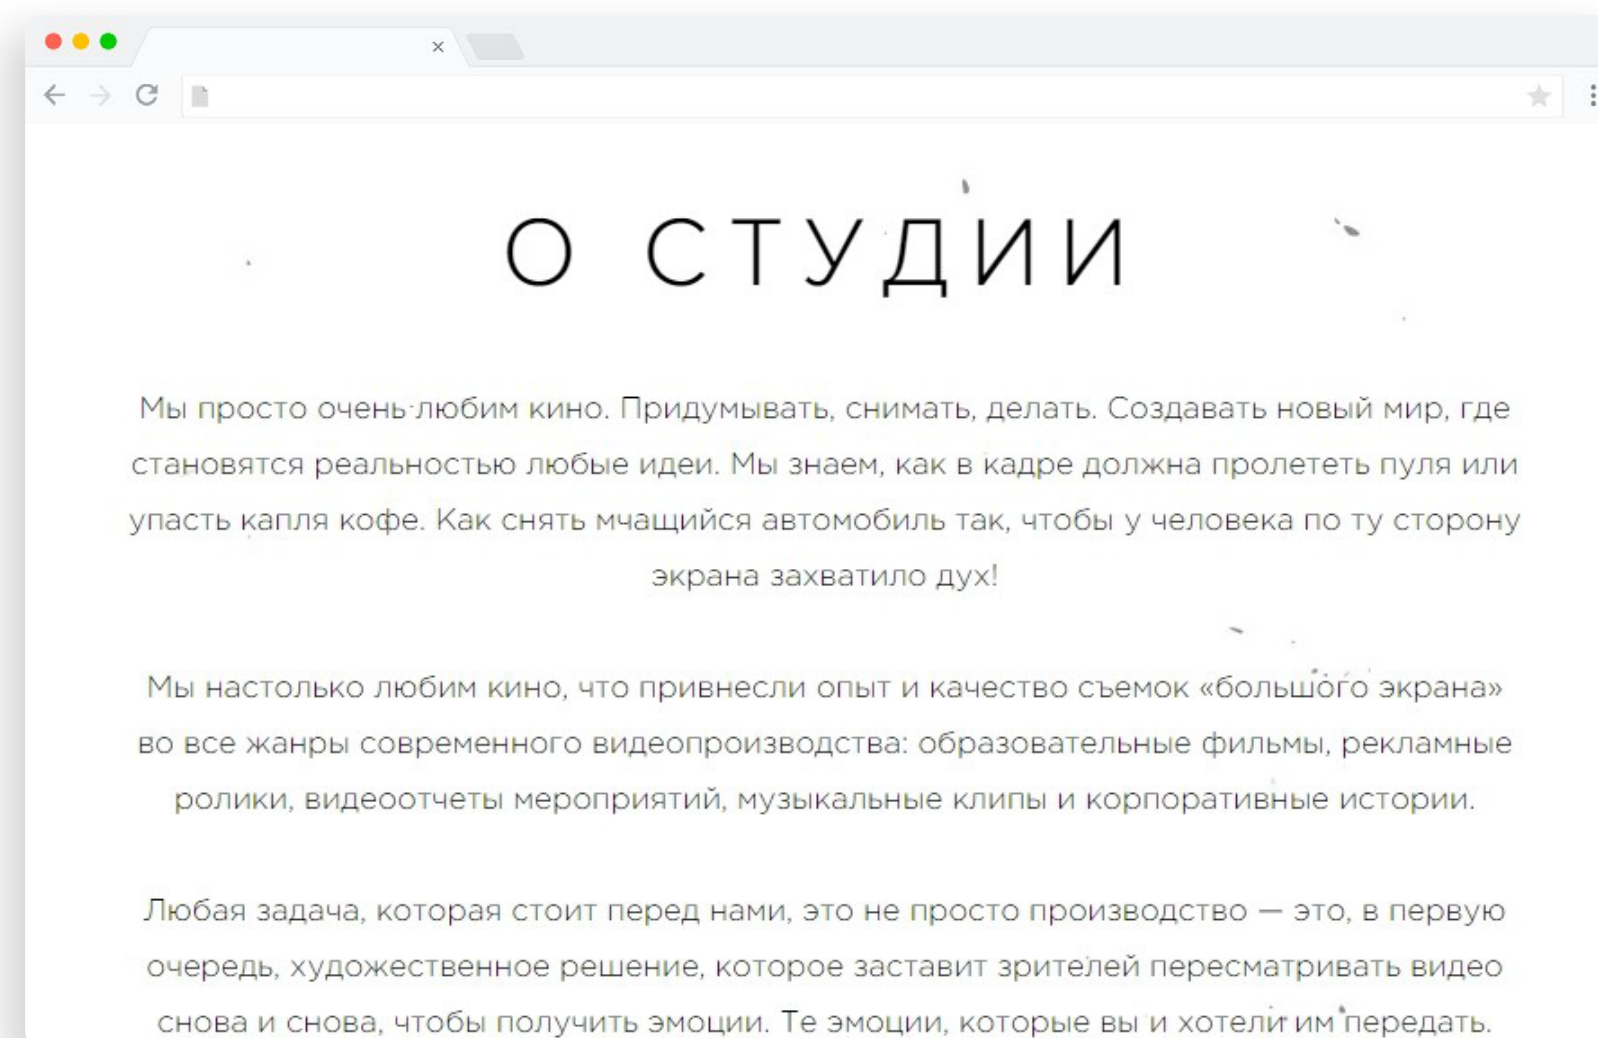 О СТУДИИ
Мы просто очень любим кино. Придумывать, снимать, делать. Создавать новый мир, где
становятся реальностью любые идеи. Мы знаем, как в кадре должна пролететь пуля или
упасть капля кофе. Как снять мчащийся автомобиль так, чтобы у человека по ту сторону
экрана захватило дух!
Мы настолько любим кино, что привнесли опыт и качество съемок «большого экрана»
во все жанры современного видеопроизводства: образовательные фильмы, рекламные
ролики, видеоотчеты мероприятий, музыкальные клипы и корпоративные истории.
Любая задача, которая стоит перед нами, это не просто производство — это, в первую
очередь, художественное решение, которое заставит зрителей пересматривать видео
снова и снова, чтобы получить эмоции. Те эмоции, которые вы и хотели им передать.